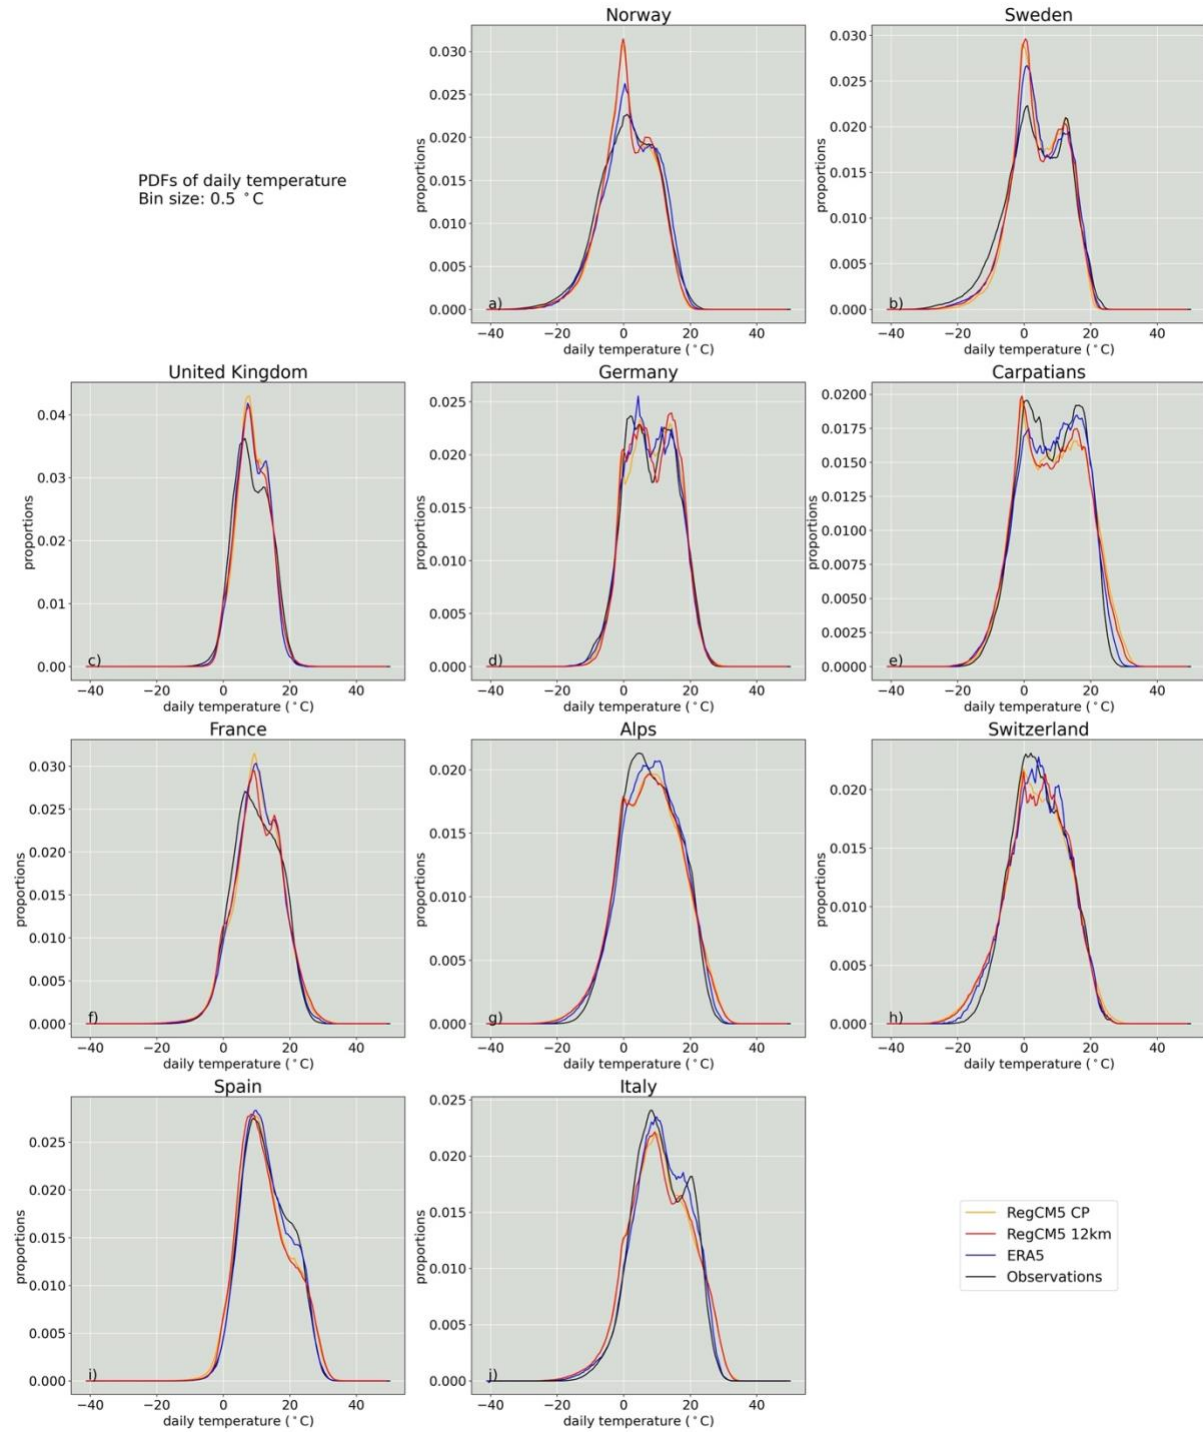 PDFs of daily temperature
Bin size: 0.5 °C
Norway
proportions
0.030
0.025
0.020
0.015
0.010
0.005
0.000
a)
−40 −20 0 20 40
daily temperature (°C)
Sweden
proportions
0.030
0.025
0.020
0.015
0.010
0.005
0.000
b)
−40 −20 0 20 40
daily temperature (°C)
United Kingdom
proportions
0.04
0.03
0.02
0.01
0.00
c)
−40 −20 0 20 40
daily temperature (°C)
Germany
proportions
0.025
0.020
0.015
0.010
0.005
0.000
d)
−40 −20 0 20 40
daily temperature (°C)
Carpatians
proportions
0.0200
0.0175
0.0150
0.0125
0.0100
0.0075
0.0050
0.0025
0.0000
e)
−40 −20 0 20 40
daily temperature (°C)
France
proportions
0.030
0.025
0.020
0.015
0.010
0.005
0.000
f)
−40 −20 0 20 40
daily temperature (°C)
Alps
proportions
0.020
0.015
0.010
0.005
0.000
g)
−40 −20 0 20 40
daily temperature (°C)
Switzerland
proportions
0.020
0.015
0.010
0.005
0.000
h)
−40 −20 0 20 40
daily temperature (°C)
Spain
proportions
0.025
0.020
0.015
0.010
0.005
0.000
i)
−40 −20 0 20 40
daily temperature (°C)
Italy
proportions
0.025
0.020
0.015
0.010
0.005
0.000
j)
−40 −20 0 20 40
daily temperature (°C)
RegCM5 CP
RegCM5 12km
ERA5
Observations